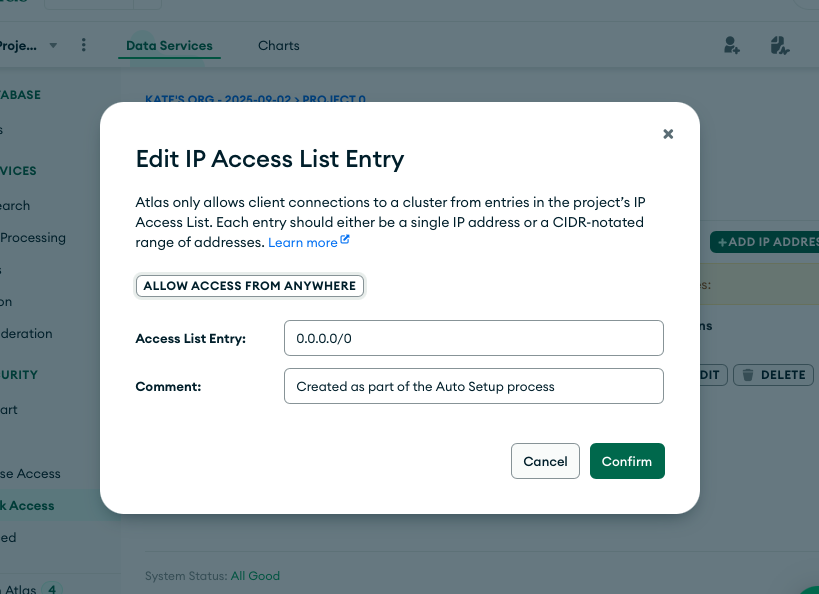 Data Services
Charts
KATE'S ORG - 2025-09-02 > PROJECT 0
Edit IP Access List Entry
Atlas only allows client connections to a cluster from entries in the project's IP
Access List. Each entry should either be a single IP address or a CIDR-notated
range of addresses. Learn more
ALLOW ACCESS FROM ANYWHERE
Access List Entry: 0.0.0.0/0
Comment: Created as part of the Auto Setup process
Cancel Confirm
Proje...
ABASE
VICES
earch
Processing
on
deration
URITY
art
se Access
k Access
ed
Atlas 4
+ADD IP ADDRES
s:
ns
DIT
DELETE
System Status: All Good